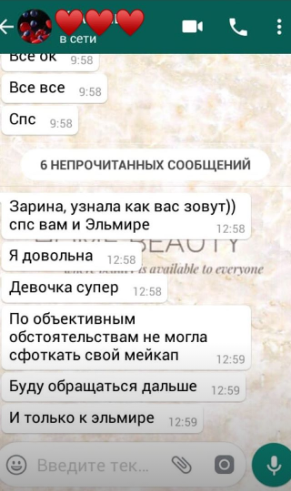 в сети
Все ок 9:58
Все все 9:58
Спс 9:58
6 НЕПРОЧИТАННЫХ СООБЩЕНИЙ
Зарина, узнала как вас зовут))
спс вам и Эльмире 12:58
BEAUTY
Я довольна 12:58
is available to everyone
Девочка супер 12:58
По объективным
обстоятельствам не могла
сфоткать свой мейкап 12:59
Буду обращаться дальше 12:59
И только к эльмире 12:59
Введите тек...